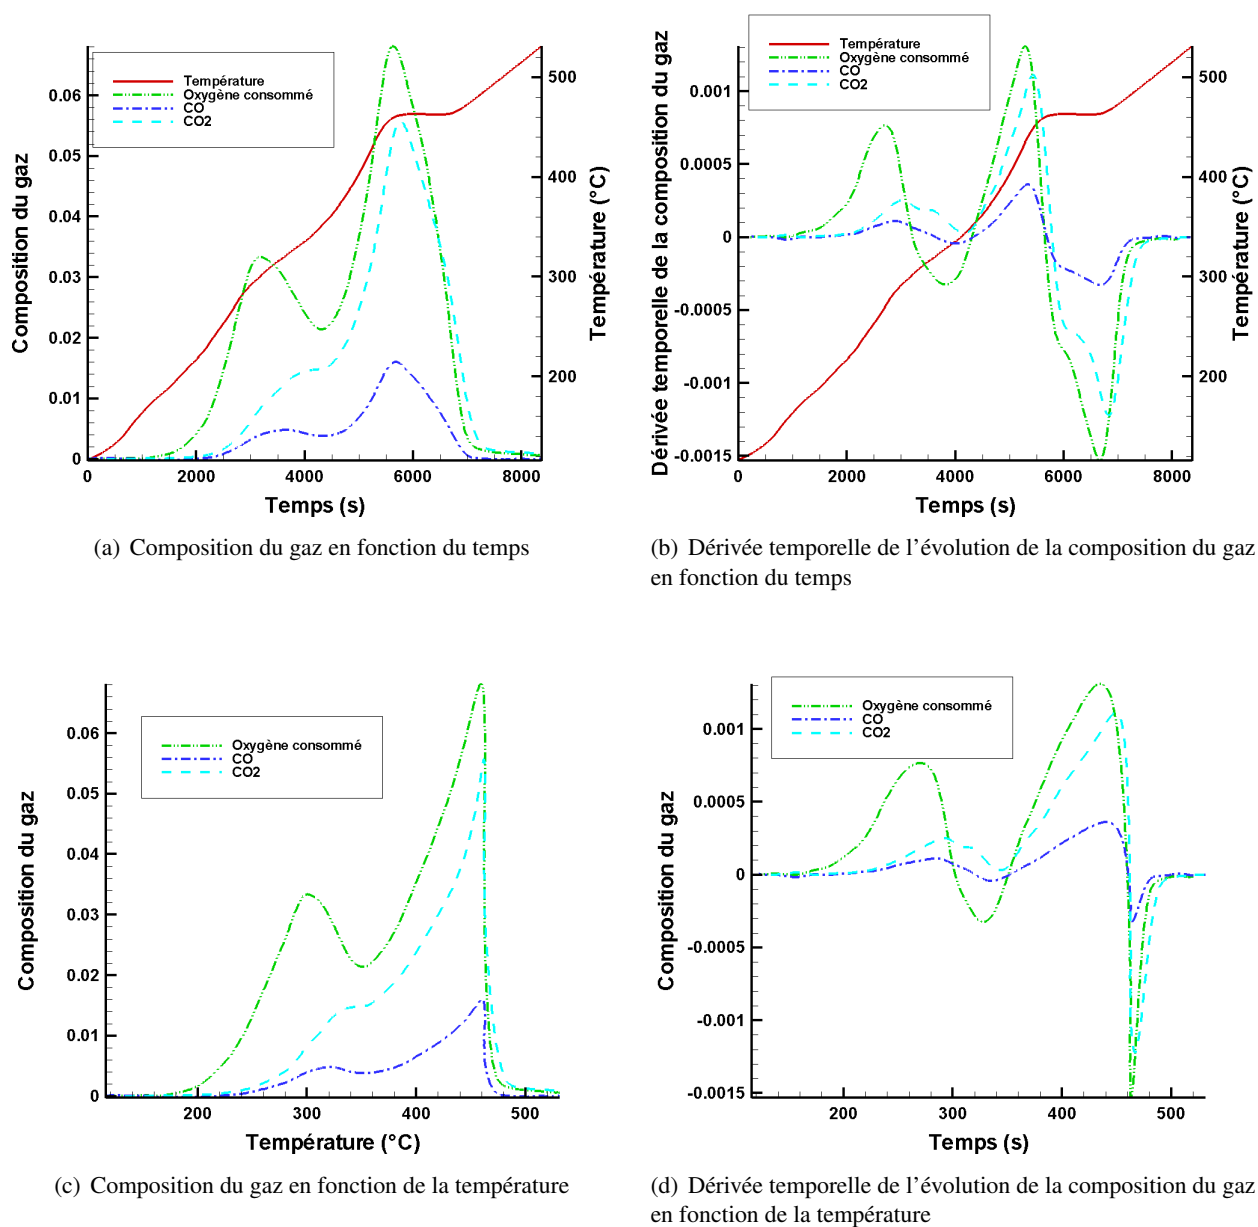 Température
Oxygène consommé
CO
CO2
Composition du gaz
0.06
0.05
0.04
0.03
0.02
0.01
0
500
400
300
200
Température (°C)
0 2000 4000 6000 8000
Temps (s)
(a) Composition du gaz en fonction du temps
Température
Oxygène consommé
CO
CO2
Dérivée temporelle de la composition du gaz
0.001
0.0005
0
-0.0005
-0.001
-0.0015
500
400
300
200
Température (°C)
0 2000 4000 6000 8000
Temps (s)
(b) Dérivée temporelle de l'évolution de la composition du gaz
en fonction du temps
Oxygène consommé
CO
CO2
Composition du gaz
0.06
0.05
0.04
0.03
0.02
0.01
0
200 300 400 500
Température (°C)
(c) Composition du gaz en fonction de la température
Oxygène consommé
CO
CO2
Composition du gaz
0.001
0.0005
0
-0.0005
-0.001
-0.0015
200 300 400 500
Temps (s)
(d) Dérivée temporelle de l'évolution de la composition du gaz
en fonction de la température